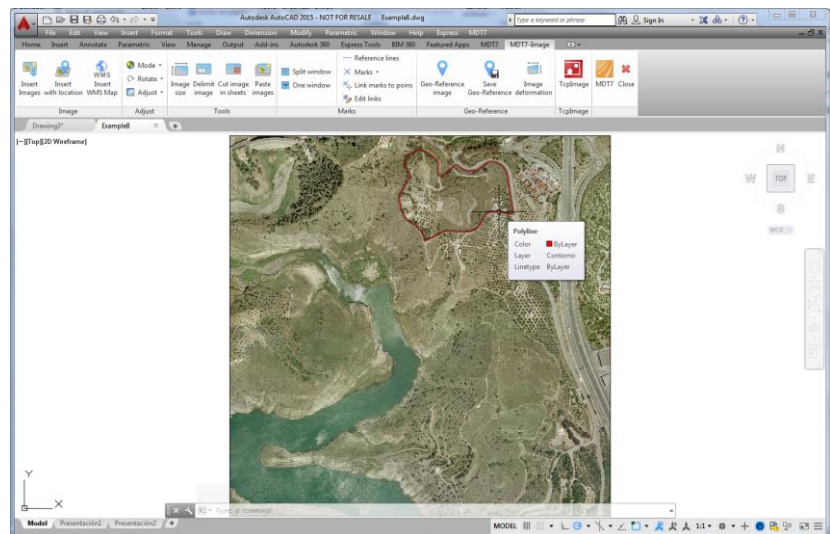 Autodesk AutoCAD 2015 - NOT FOR RESALE Example8.dwg
Type a keyword or phrase
Sign In
File Edit View Insert Format Tools Draw Dimension Modify Parametric Window Help Express MDT7
Home Insert Annotate Parametric View Manage Output Add-ins Autodesk 360 Express Tools BIM 360 Featured Apps MDT7 MDT7-Image
Insert Images
Insert with location
WMS
Insert WMS Map
Mode
Rotate
Adjust
Image size
Delimit image
Cut image in sheets
Paste images
Split window
One window
Reference lines
Marks
Link marks to points
Edit links
Geo-Reference image
Save Geo-Reference
Image deformation
TcpImage
MDT7
Close
Image Adjust Tools Marks Geo-Reference TcpImage
Drawing1* Example8
[-][Top][2D Wireframe]
N
W TOP E
S
WCS
Polyline
Color ByLayer
Layer Contorno
Linetype ByLayer
Y
X
Type a command
Model Presentación1 Presentación2
MODEL 1:1